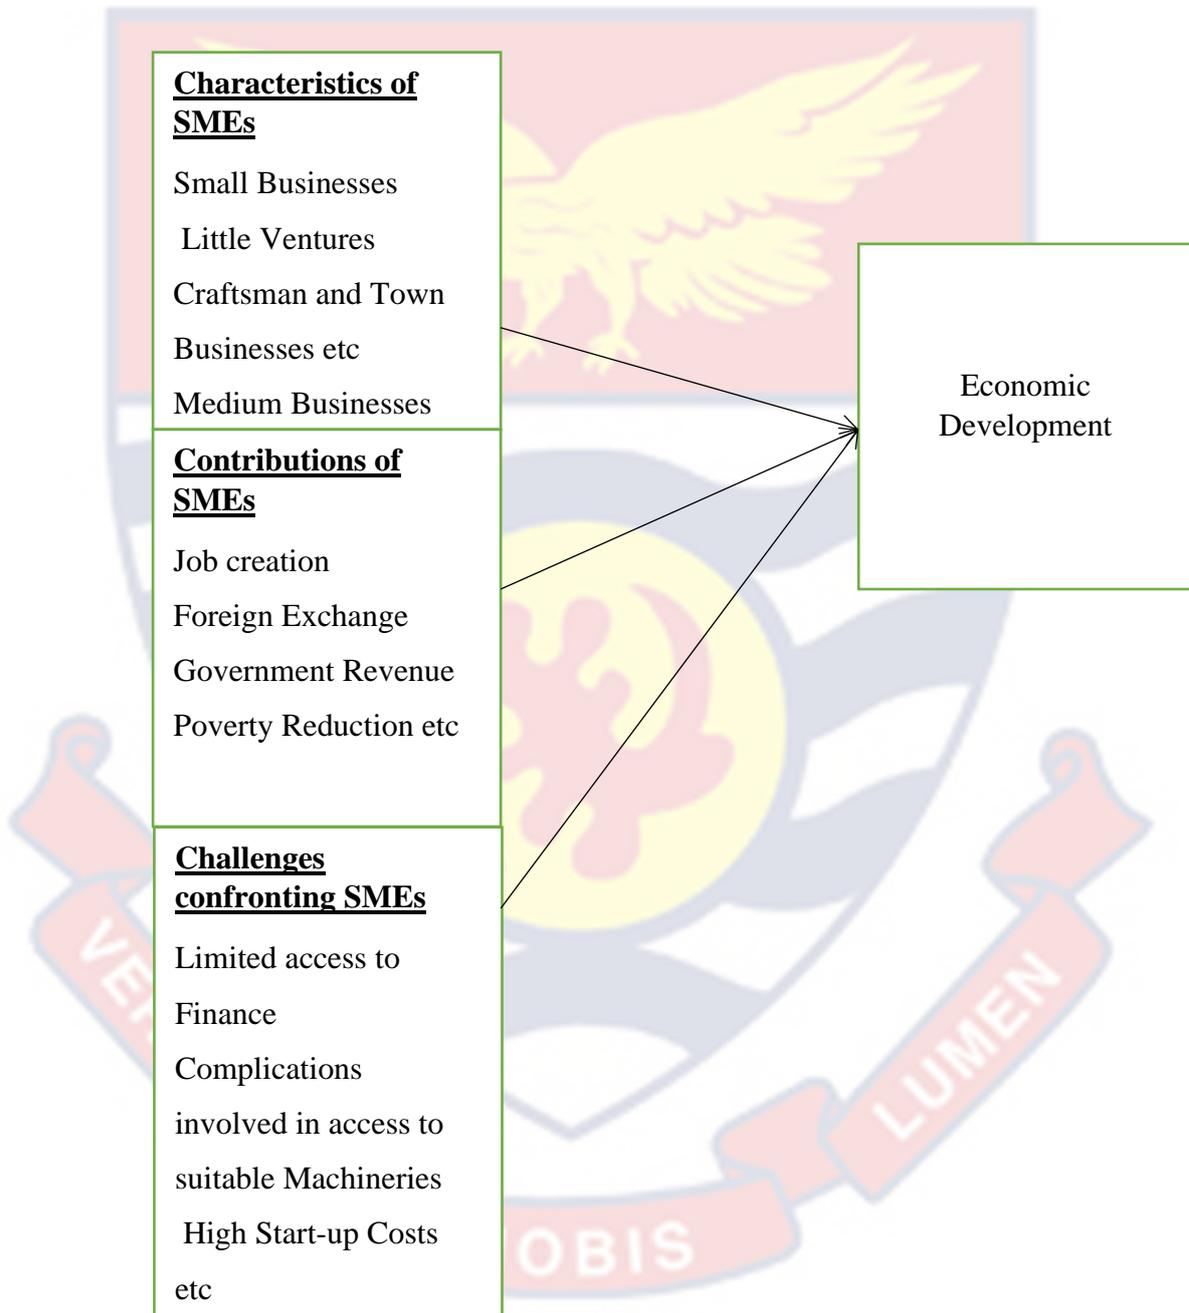 Characteristics of
SMEs
Small Businesses
Little Ventures
Craftsman and Town
Businesses etc
Medium Businesses
Contributions of
SMEs
Job creation
Foreign Exchange
Government Revenue
Poverty Reduction etc
Challenges
confronting SMEs
Limited access to
Finance
Complications
involved in access to
suitable Machineries
High Start-up Costs
etc
Economic
Development
OBIS
LUMEN